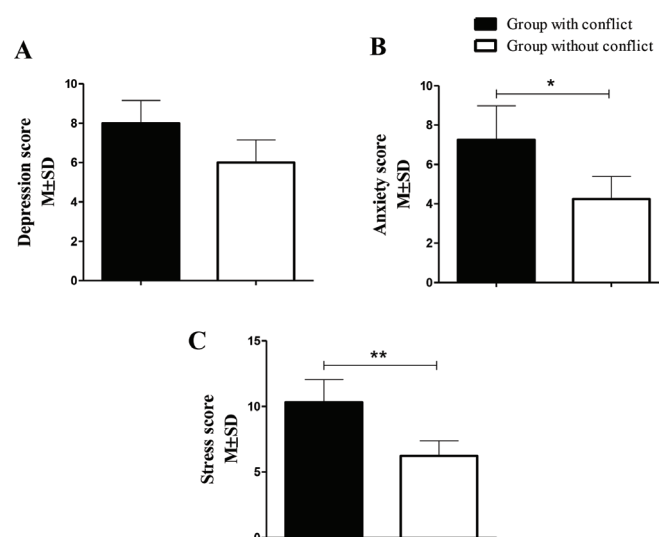 Group with conflict
Group without conflict
A
10
8
6
4
2
0
Depression score
M±SD
B
*
10
8
6
4
2
0
Anxiety score
M±SD
C
**
15
10
5
0
Stress score
M±SD